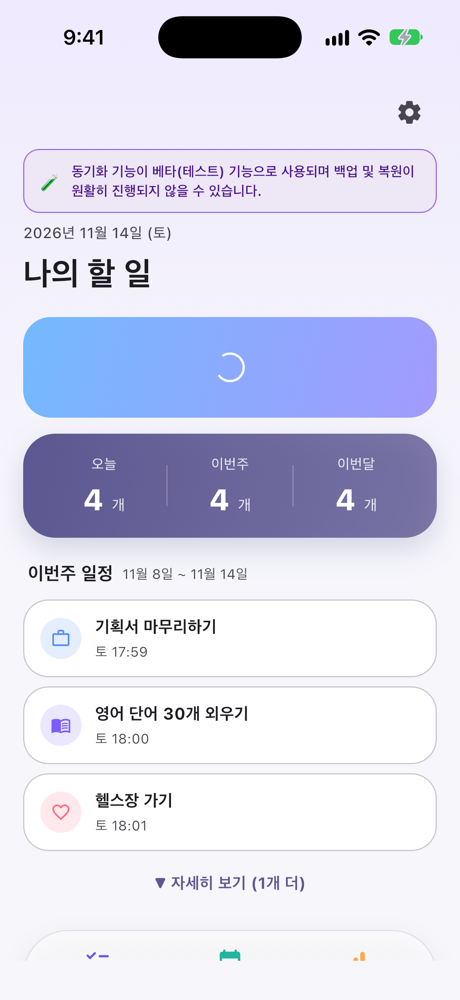 9:41
동기화 기능이 베타(테스트) 기능으로 사용되며 백업 및 복원이
원활히 진행되지 않을 수 있습니다.
2026년 11월 14일 (토)
나의 할 일
오늘 이번주 이번달
4 개 4 개 4 개
이번주 일정 11월 8일 ~ 11월 14일
기획서 마무리하기
토 17:59
영어 단어 30개 외우기
토 18:00
헬스장 가기
토 18:01
▼ 자세히 보기 (1개 더)